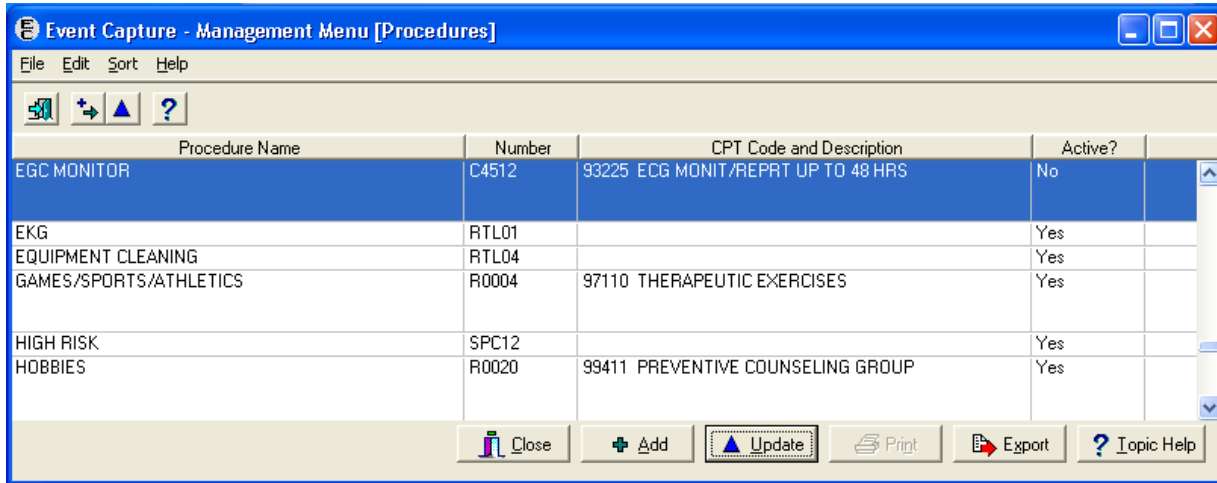 Event Capture - Management Menu [Procedures]
File Edit Sort Help
Procedure Name Number CPT Code and Description Active?
EGC MONITOR C4512 93225 ECG MONIT/REPRT UP TO 48 HRS No
EKG RTL01 Yes
EQUIPMENT CLEANING RTL04 Yes
GAMES/SPORTS/ATHLETICS R0004 97110 THERAPEUTIC EXERCISES Yes
HIGH RISK SPC12 Yes
HOBBIES R0020 99411 PREVENTIVE COUNSELING GROUP Yes
Close Add Update Print Export ? Topic Help